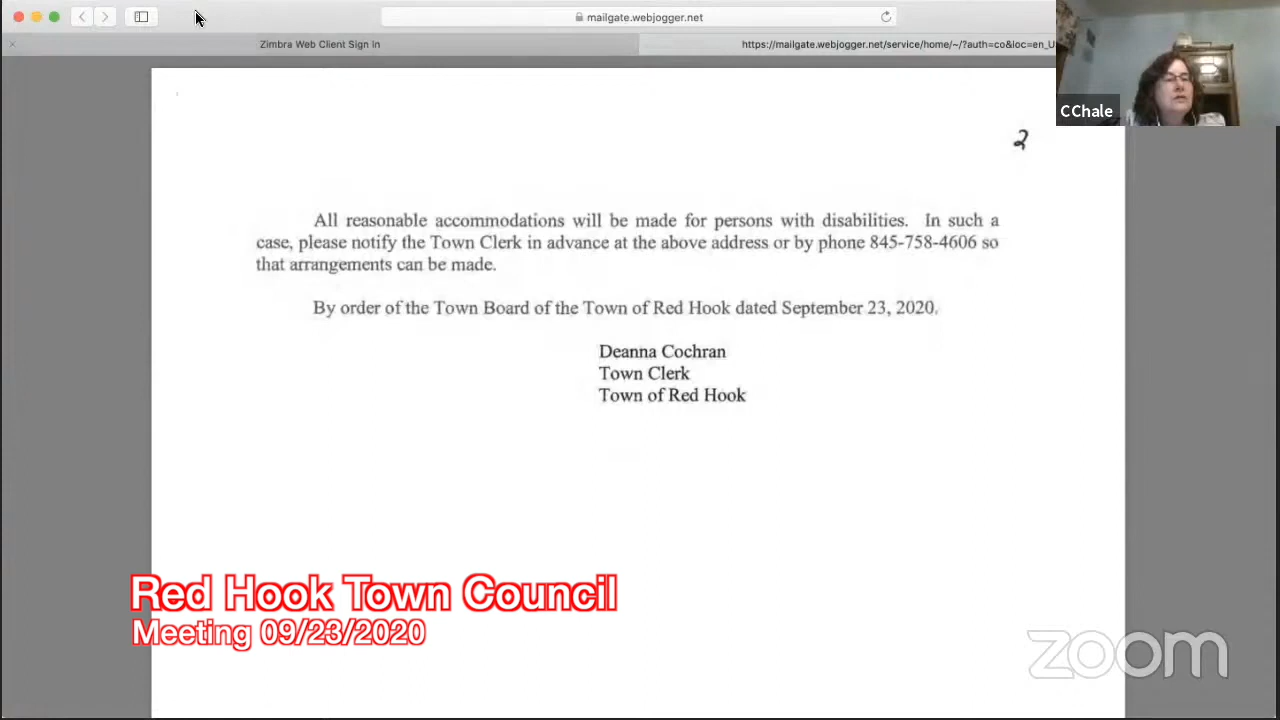 mailgate.webjogger.net
Zimbra Web Client Sign In
https://mailgate.webjogger.net/service/home/~/?auth=co&loc=en_U
CChale
2
All reasonable accommodations will be made for persons with disabilities. In such a
case, please notify the Town Clerk in advance at the above address or by phone 845-758-4606 so
that arrangements can be made.
By order of the Town Board of the Town of Red Hook dated September 23, 2020.
Deanna Cochran
Town Clerk
Town of Red Hook
Red Hook Town Council
Meeting 09/23/2020
zoom